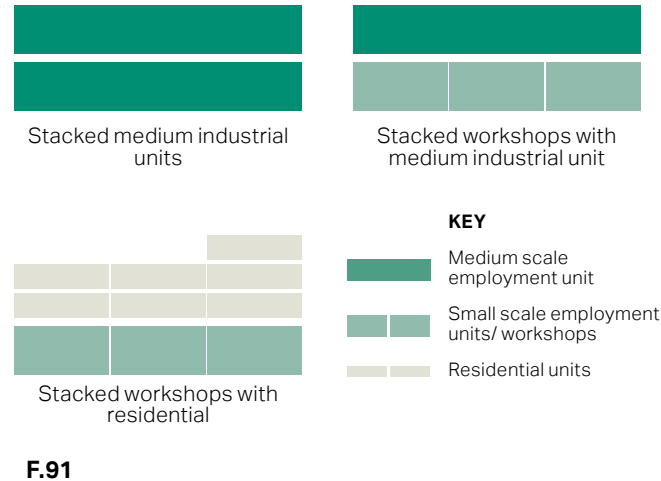 Stacked medium industrial
units
Stacked workshops with
medium industrial unit
Stacked workshops with
residential
KEY
Medium scale
employment unit
Small scale employment
units/ workshops
Residential units
F.91